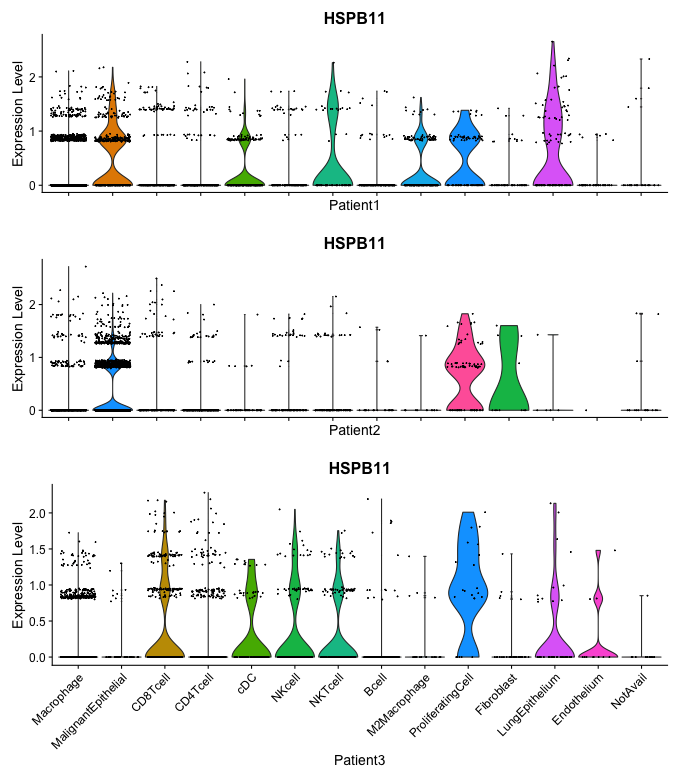 HSPB11
Expression Level
2
1
0
Patient1
HSPB11
Expression Level
2
1
0
Patient2
HSPB11
Expression Level
2.0
1.5
1.0
0.5
0.0
Macrophage
MalignantEpithelial
CD8Tcell
CD4Tcell
cDC
NKcell
NKTcell
Bcell
M2Macrophage
ProliferatingCell
Fibroblast
LungEpithelium
Endothelium
NotAvail
Patient3